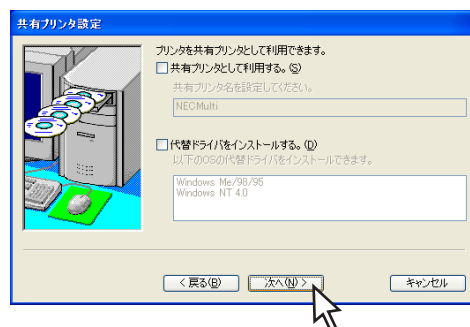 共有プリンタ設定
プリンタを共有プリンタとして利用できます。
共有プリンタとして利用する。(S)
共有プリンタ名を設定してください。
NECMulti
代替ドライバをインストールする。(D)
以下のOSの代替ドライバをインストールできます。
Windows Me/98/95
Windows NT 4.0
< 戻る(B)
次へ(N) >
キャンセル